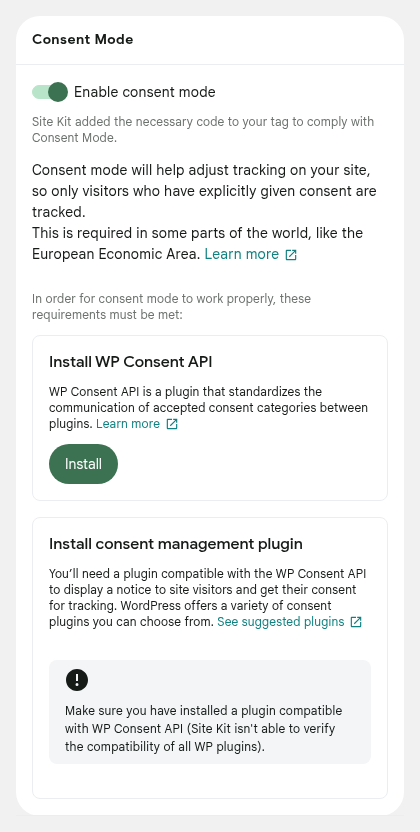 Consent Mode
Enable consent mode
Site Kit added the necessary code to your tag to comply with
Consent Mode.
Consent mode will help adjust tracking on your site,
so only visitors who have explicitly given consent are
tracked.
This is required in some parts of the world, like the
European Economic Area. Learn more
In order for consent mode to work properly, these
requirements must be met:
Install WP Consent API
WP Consent API is a plugin that standardizes the
communication of accepted consent categories between
plugins. Learn more
Install
Install consent management plugin
You’ll need a plugin compatible with the WP Consent API
to display a notice to site visitors and get their consent
for tracking. WordPress offers a variety of consent
plugins you can choose from. See suggested plugins
Make sure you have installed a plugin compatible
with WP Consent API (Site Kit isn't able to verify
the compatibility of all WP plugins).